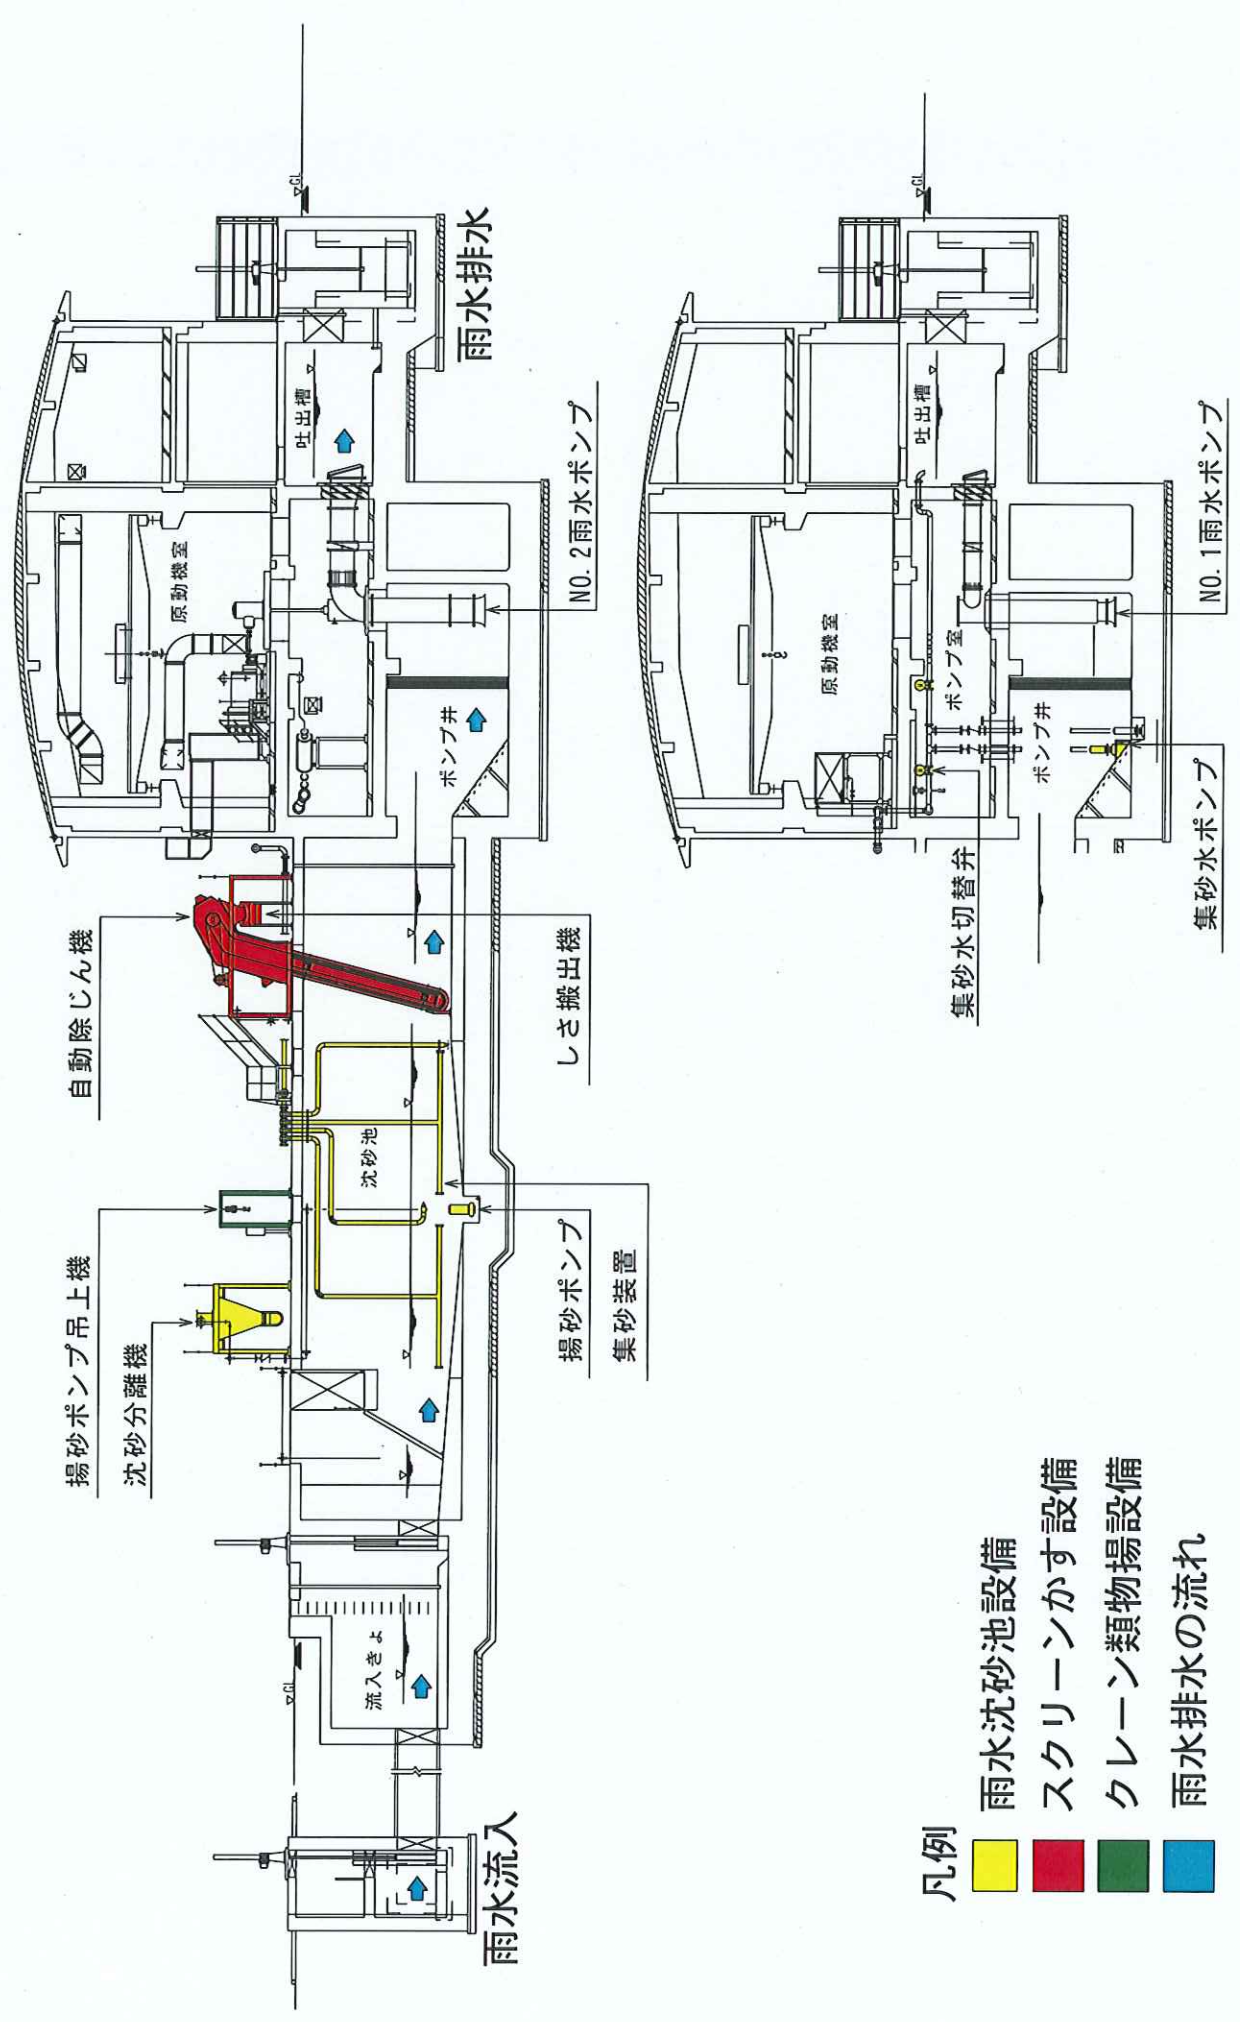 揚砂ポンプ吊上機
沈砂分離機
自動除じん機
GL
流入きょ
沈砂池
ポンプ井
原動機室
吐出槽
GL
雨水流入
揚砂ポンプ
集砂装置
しさ搬出機
NO.2雨水ポンプ
雨水排水
原動機室
ポンプ室
ポンプ井
吐出槽
GL
集砂水切替弁
集砂水ポンプ
NO.1雨水ポンプ
凡例
雨水沈砂池設備
スクリーンかす設備
クレーン類物揚設備
雨水排水の流れ